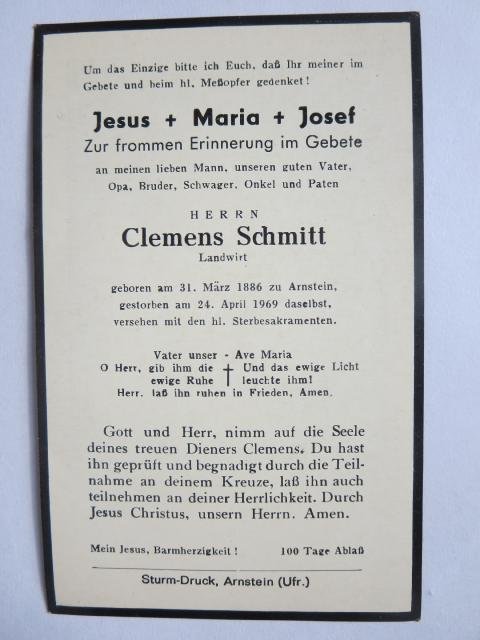 Um das Einzige bitte ich Euch, daß Ihr meiner im
Gebete und beim hl. Meßopfer gedenket!
Jesus + Maria + Josef
Zur frommen Erinnerung im Gebete
an meinen lieben Mann, unseren guten Vater,
Opa, Bruder, Schwager, Onkel und Paten
HERRN
Clemens Schmitt
Landwirt
geboren am 31. März 1886 zu Arnstein,
gestorben am 24. April 1969 daselbst,
versehen mit den hl. Sterbesakramenten.
Vater unser - Ave Maria
O Herr, gib ihm die † Und das ewige Licht
ewige Ruhe leuchte ihm!
Herr. laß ihn ruhen in Frieden, Amen.
Gott und Herr, nimm auf die Seele
deines treuen Dieners Clemens. Du hast
ihn geprüft und begnadigt durch die Teil-
nahme an deinem Kreuze, laß ihn auch
teilnehmen an deiner Herrlichkeit. Durch
Jesus Christus, unsern Herrn. Amen.
Mein Jesus, Barmherzigkeit! 100 Tage Ablaß
Sturm-Druck, Arnstein (Ufr.)